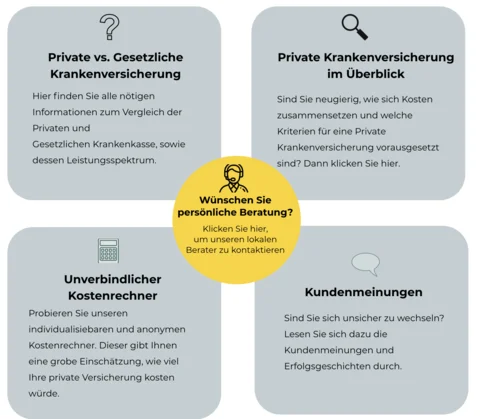 Private vs. Gesetzliche
Krankenversicherung
Hier finden Sie alle nötigen
Informationen zum Vergleich der
Privaten und
Gesetzlichen Krankenkasse, sowie
dessen Leistungsspektrum.
Private Krankenversicherung
im Überblick
Sind Sie neugierig, wie sich Kosten
zusammensetzen und welche
Kriterien für eine Private
Krankenversicherung vorausgesetzt
sind? Dann klicken Sie hier.
Wünschen Sie
persönliche Beratung?
Klicken Sie hier,
um unseren lokalen
Berater zu kontaktieren
Unverbindlicher
Kostenrechner
Probieren Sie unseren
individualisiebaren und anonymen
Kostenrechner. Dieser gibt Ihnen
eine grobe Einschätzung, wie viel
Ihre private Versicherung kosten
würde.
Kundenmeinungen
Sind Sie sich unsicher zu wechseln?
Lesen Sie sich dazu die
Kundenmeinungen und
Erfolgsgeschichten durch.